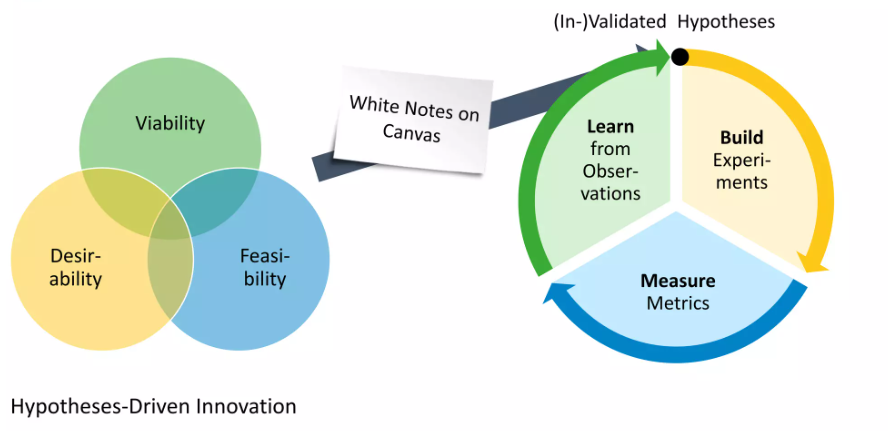 (In-)Validated Hypotheses
Viability
Desir-
ability
Feasi-
bility
White Notes on
Canvas
Learn
from
Obser-
vations
Build
Experi-
ments
Measure
Metrics
Hypotheses-Driven Innovation